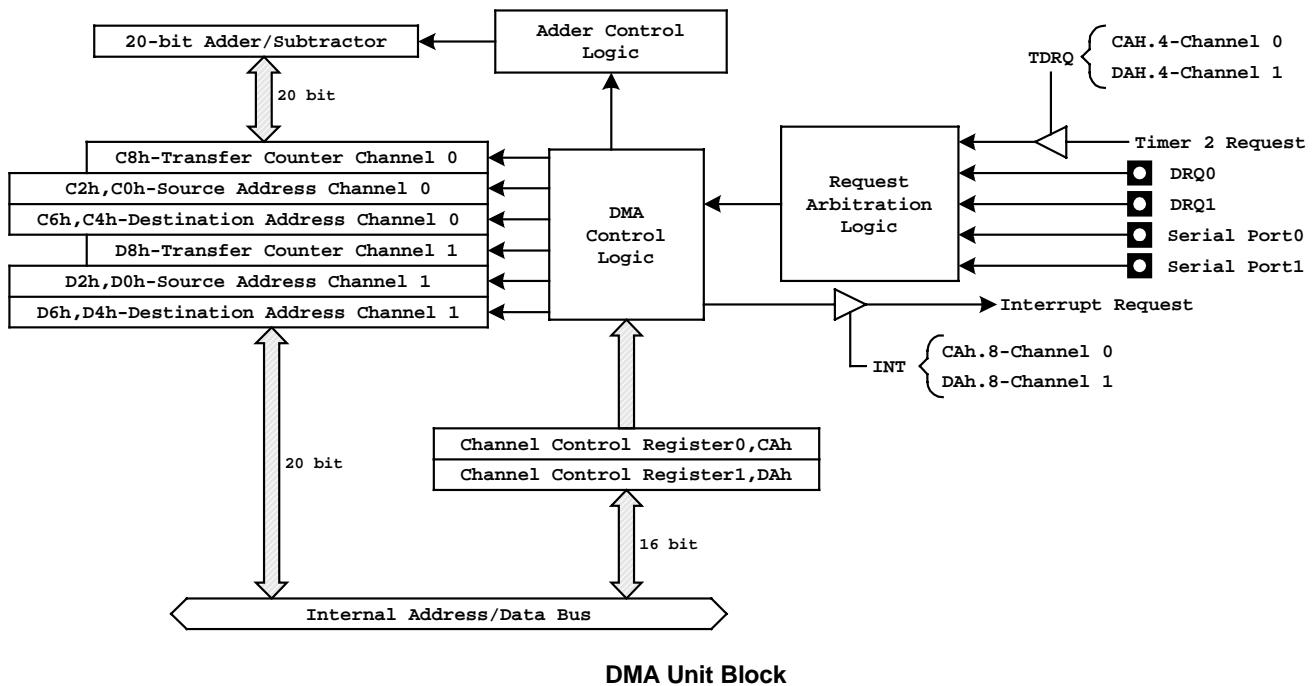 20-bit Adder/Subtractor
Adder Control
Logic
TDRQ
CAH.4-Channel 0
DAH.4-Channel 1
20 bit
C8h-Transfer Counter Channel 0
C2h,C0h-Source Address Channel 0
C6h,C4h-Destination Address Channel 0
D8h-Transfer Counter Channel 1
D2h,D0h-Source Address Channel 1
D6h,D4h-Destination Address Channel 1
DMA
Control
Logic
Request
Arbitration
Logic
Timer 2 Request
DRQ0
DRQ1
Serial Port0
Serial Port1
Interrupt Request
INT
CAh.8-Channel 0
DAh.8-Channel 1
Channel Control Register0,CAh
Channel Control Register1,DAh
20 bit
16 bit
Internal Address/Data Bus
DMA Unit Block